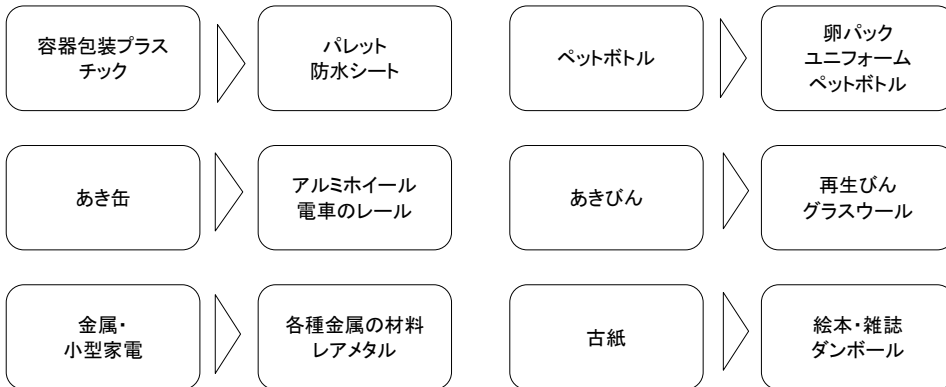 容器包装プラス
チック
パレット
防水シート
ペットボトル
卵パック
ユニフォーム
ペットボトル
あき缶
アルミホイール
電車のレール
あきびん
再生びん
グラスウール
金属・
小型家電
各種金属の材料
レアメタル
古紙
絵本・雑誌
ダンボール